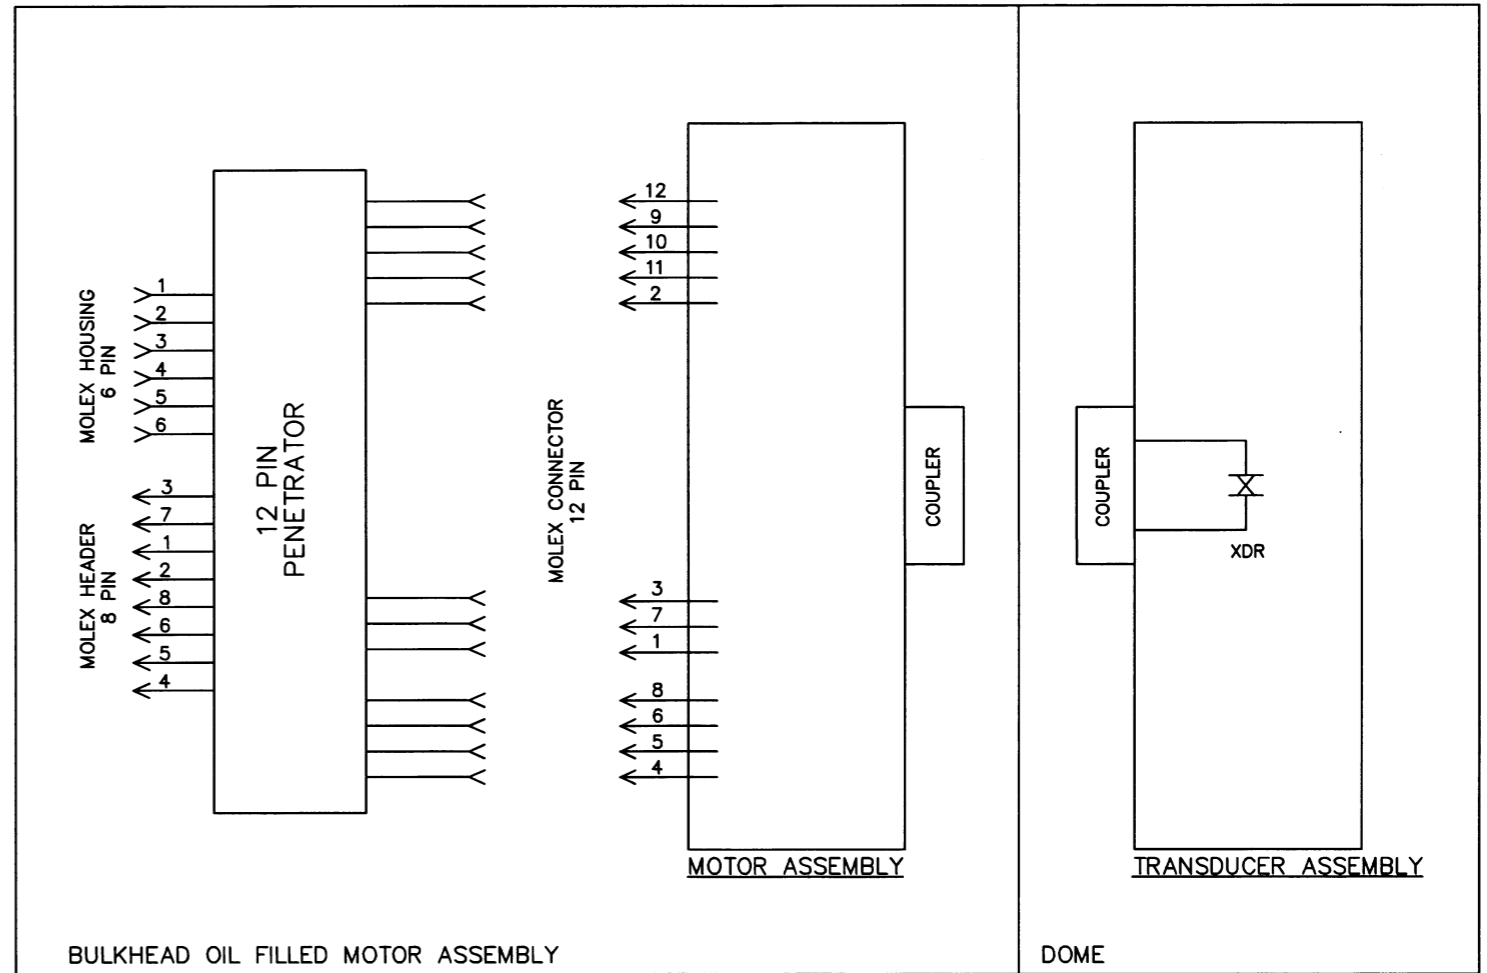 MOLEX HOUSING
6 PIN
1
2
3
4
5
6
MOLEX HEADER
8 PIN
3
7
1
2
8
6
5
4
12 PIN
PENETRATOR
MOLEX CONNECTOR
12 PIN
12
9
10
11
2
3
7
1
8
6
5
4
COUPLER
MOTOR ASSEMBLY
COUPLER
XDR
TRANSDUCER ASSEMBLY
BULKHEAD OIL FILLED MOTOR ASSEMBLY
DOME